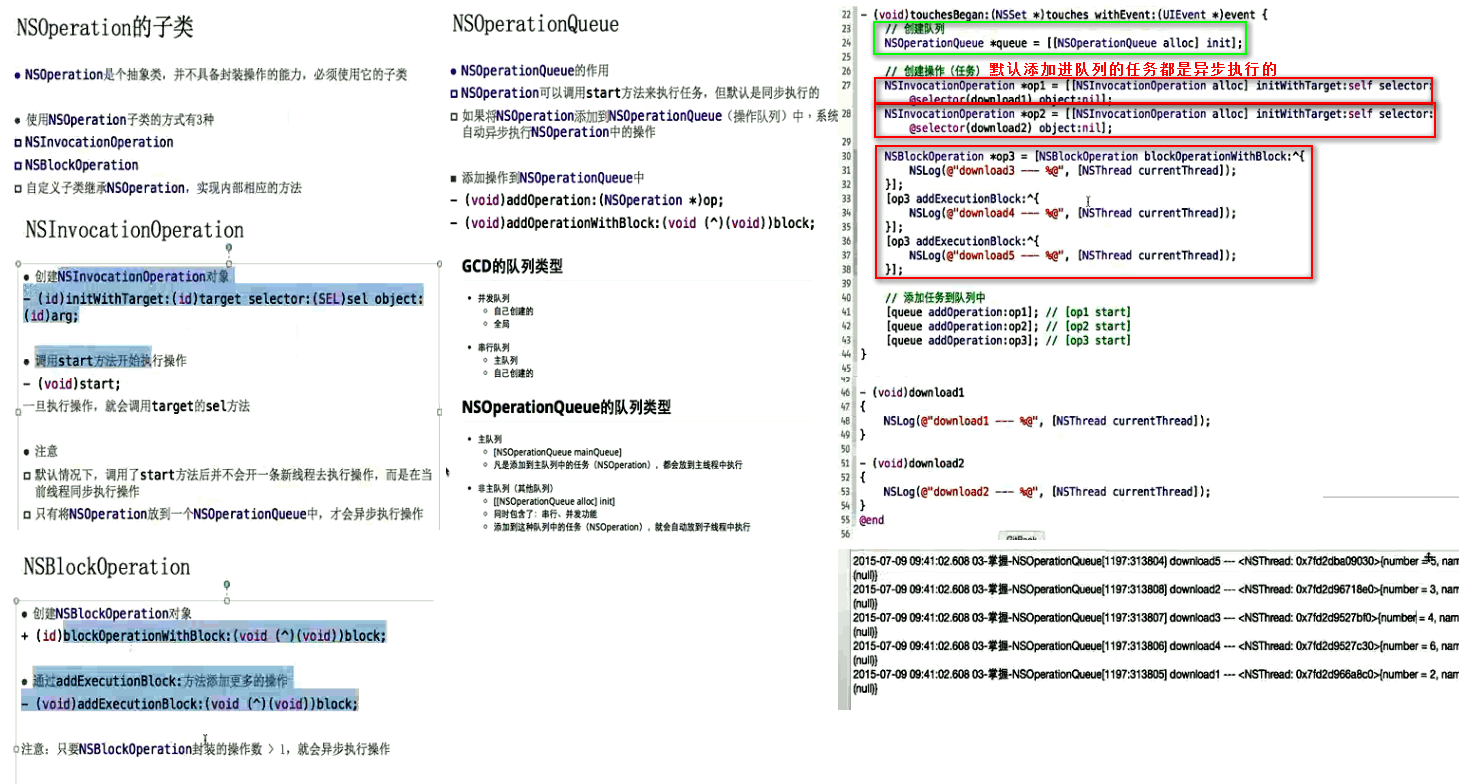 NSOperation的子类
● NSOperation是个抽象类，并不具备封装操作的能力，必须使用它的子类
● 使用NSOperation子类的方式有3种
NSInvocationOperation
NSBlockOperation
自定义子类继承NSOperation，实现内部相应的方法
NSInvocationOperation
● 创建NSInvocationOperation对象
- (id)initWithTarget:(id)target selector:(SEL)sel object:
(id)arg;
● 调用start方法开始执行操作
- (void)start;
一旦执行操作，就会调用target的sel方法
● 注意
默认情况下，调用了start方法后并不会开一条新线程去执行操作，而是在当
前线程同步执行操作
只有将NSOperation放到一个NSOperationQueue中，才会异步执行操作
NSBlockOperation
● 创建NSBlockOperation对象
+ (id)blockOperationWithBlock:(void (^)(void))block;
● 通过addExecutionBlock:方法添加更多的操作
- (void)addExecutionBlock:(void (^)(void))block;
注意：只要NSBlockOperation封装的操作数 > 1，就会异步执行操作
NSOperationQueue
● NSOperationQueue的作用
NSOperation可以调用start方法来执行任务，但默认是同步执行的
如果将NSOperation添加到NSOperationQueue（操作队列）中，系统
自动异步执行NSOperation中的操作
■ 添加操作到NSOperationQueue中
- (void)addOperation:(NSOperation *)op;
- (void)addOperationWithBlock:(void (^)(void))block;
GCD的队列类型
• 并发队列
○ 自己创建的
○ 全局
• 串行队列
○ 主队列
○ 自己创建的
NSOperationQueue的队列类型
• 主队列
○ [NSOperationQueue mainQueue]
○ 凡是添加到主队列中的任务（NSOperation），都会放到主线程中执行
• 非主队列（其他队列）
○ [[NSOperationQueue alloc] init]
○ 同时包含了：串行、并发功能
○ 添加到这种队列中的任务（NSOperation），就会自动放到子线程中执行
22 - (void)touchesBegan:(NSSet *)touches withEvent:(UIEvent *)event {
23 // 创建队列
24 NSOperationQueue *queue = [[NSOperationQueue alloc] init];
25
26 // 创建操作（任务） 默认添加进队列的任务都是异步执行的
27 NSInvocationOperation *op1 = [[NSInvocationOperation alloc] initWithTarget:self selector:
@selector(download1) object:nil];
28 NSInvocationOperation *op2 = [[NSInvocationOperation alloc] initWithTarget:self selector:
@selector(download2) object:nil];
29
30 NSBlockOperation *op3 = [NSBlockOperation blockOperationWithBlock:^{
31 NSLog(@"download3 --- %@", [NSThread currentThread]);
32 }];
33 [op3 addExecutionBlock:^{
34 NSLog(@"download4 --- %@", [NSThread currentThread]);
35 }];
36 [op3 addExecutionBlock:^{
37 NSLog(@"download5 --- %@", [NSThread currentThread]);
38 }];
39
40 // 添加任务到队列中
41 [queue addOperation:op1]; // [op1 start]
42 [queue addOperation:op2]; // [op2 start]
43 [queue addOperation:op3]; // [op3 start]
44 }
45
45
46 - (void)download1
47 {
48 NSLog(@"download1 --- %@", [NSThread currentThread]);
49 }
50
51 - (void)download2
52 {
53 NSLog(@"download2 --- %@", [NSThread currentThread]);
54 }
55 @end
56
2015-07-09 09:41:02.608 03-掌握-NSOperationQueue[1197:313804] download5 --- <NSThread: 0x7fd2dba09030>{number = 5, nam
(null)}
2015-07-09 09:41:02.608 03-掌握-NSOperationQueue[1197:313808] download2 --- <NSThread: 0x7fd2d96718e0>{number = 3, nam
(null)}
2015-07-09 09:41:02.608 03-掌握-NSOperationQueue[1197:313807] download3 --- <NSThread: 0x7fd2d9527bf0>{number = 4, nam
(null)}
2015-07-09 09:41:02.608 03-掌握-NSOperationQueue[1197:313806] download4 --- <NSThread: 0x7fd2d9527c30>{number = 6, nam
(null)}
2015-07-09 09:41:02.608 03-掌握-NSOperationQueue[1197:313805] download1 --- <NSThread: 0x7fd2d966a8c0>{number = 2, nam
(null)}